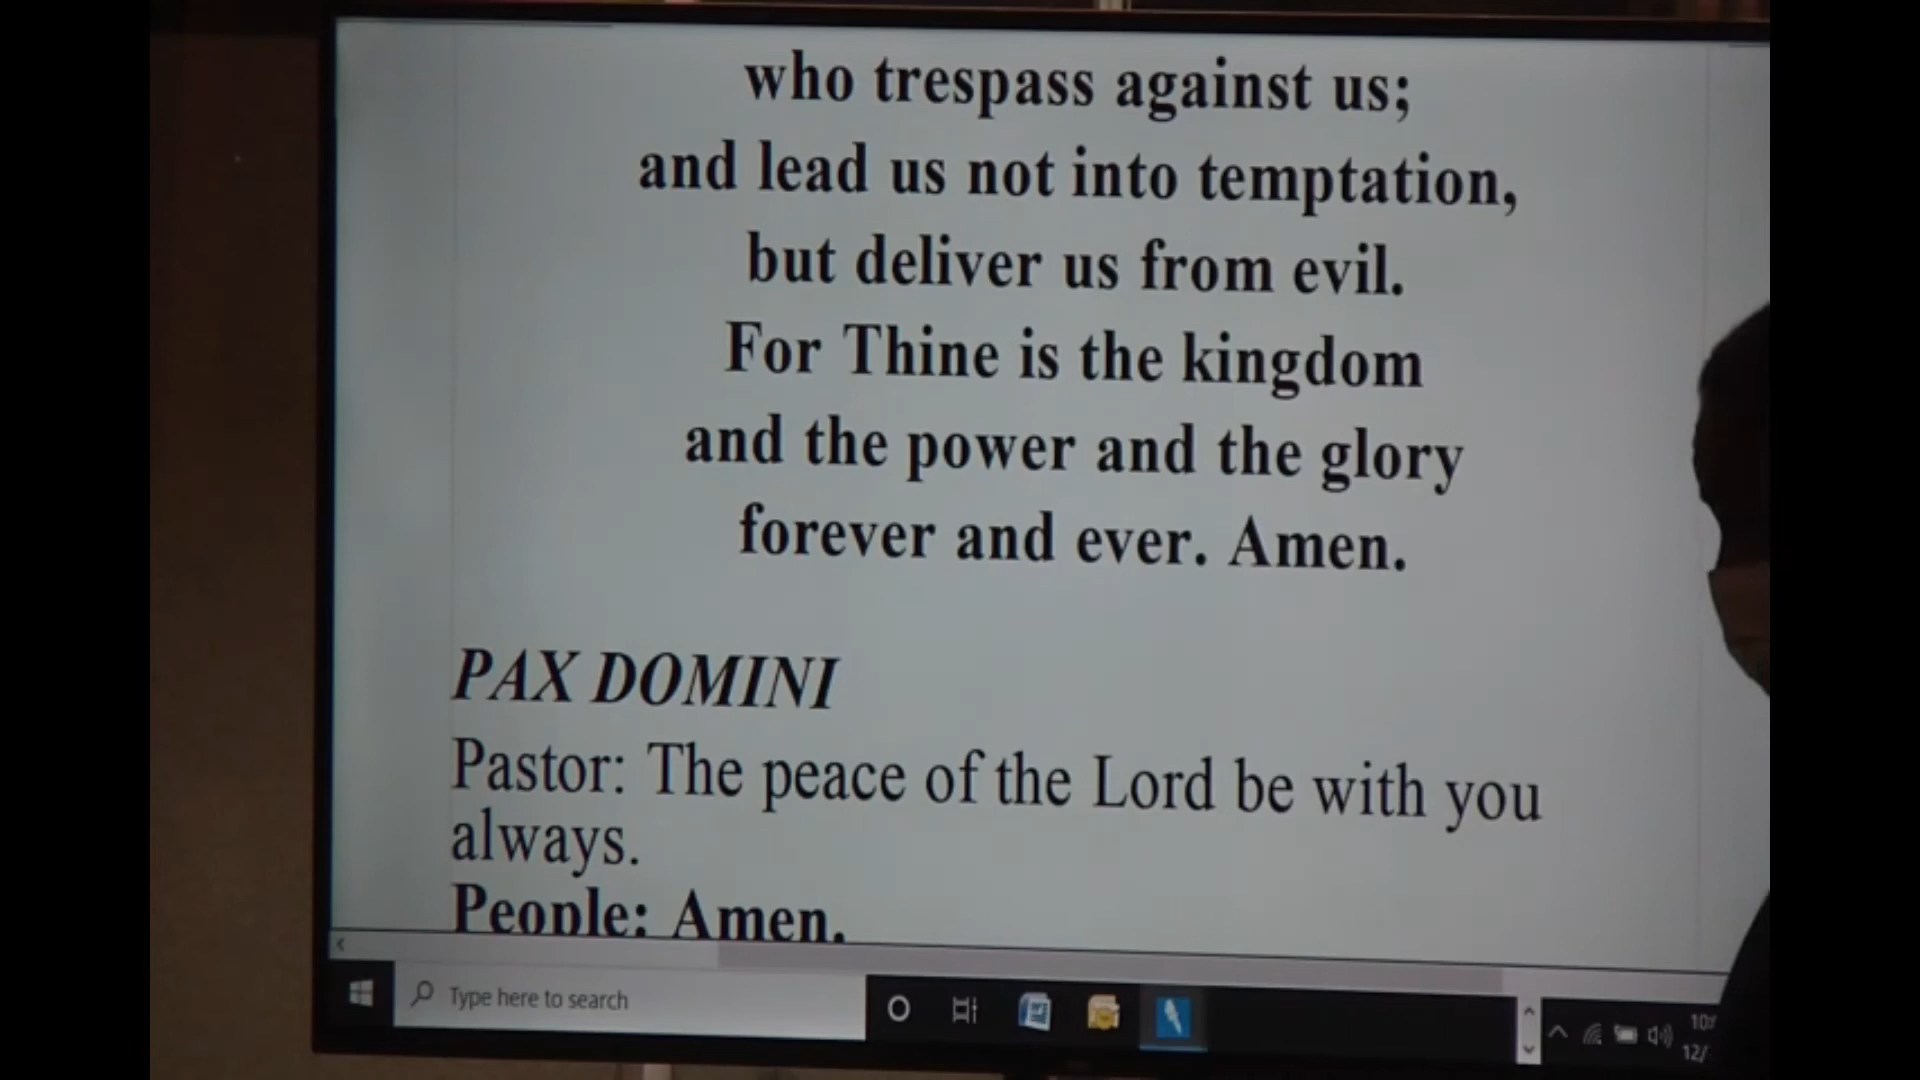 who trespass against us;
and lead us not into temptation,
but deliver us from evil.
For Thine is the kingdom
and the power and the glory
forever and ever. Amen.
PAX DOMINI
Pastor: The peace of the Lord be with you
always.
People: Amen.
Type here to search
12/